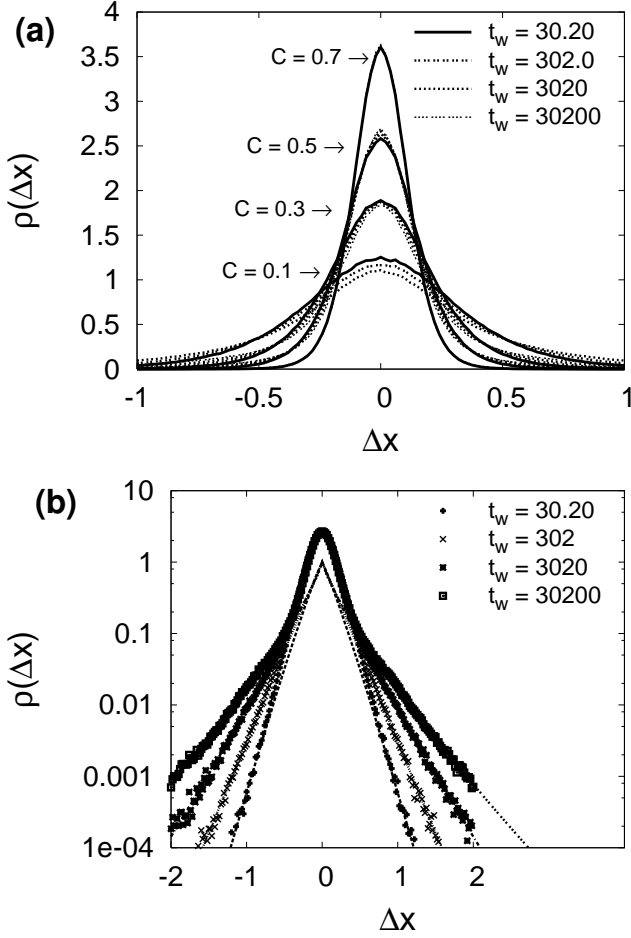 (a)
4
3.5
3
2.5
2
1.5
1
0.5
0
ρ(Δx)
C = 0.7 →
C = 0.5 →
C = 0.3 →
C = 0.1 →
t_w = 30.20
t_w = 302.0
t_w = 3020
t_w = 30200
-1 -0.5 0 0.5 1
Δx
(b)
10
1
0.1
0.01
0.001
1e-04
ρ(Δx)
t_w = 30.20
t_w = 302
t_w = 3020
t_w = 30200
-2 -1 0 1 2
Δx